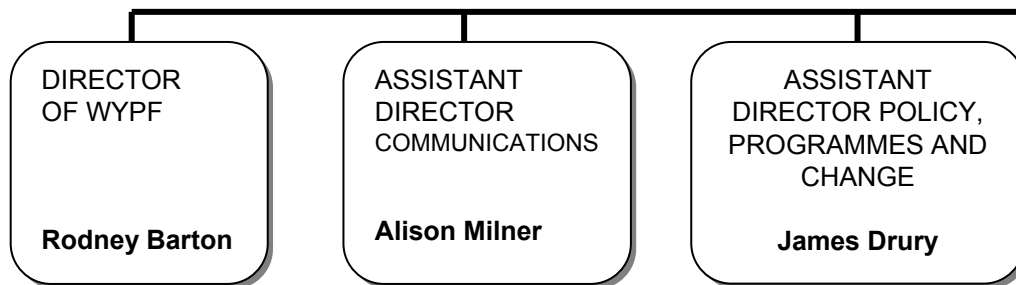 DIRECTOR
OF WYPF
Rodney Barton
ASSISTANT
DIRECTOR
COMMUNICATIONS
Alison Milner
ASSISTANT
DIRECTOR POLICY,
PROGRAMMES AND
CHANGE
James Drury